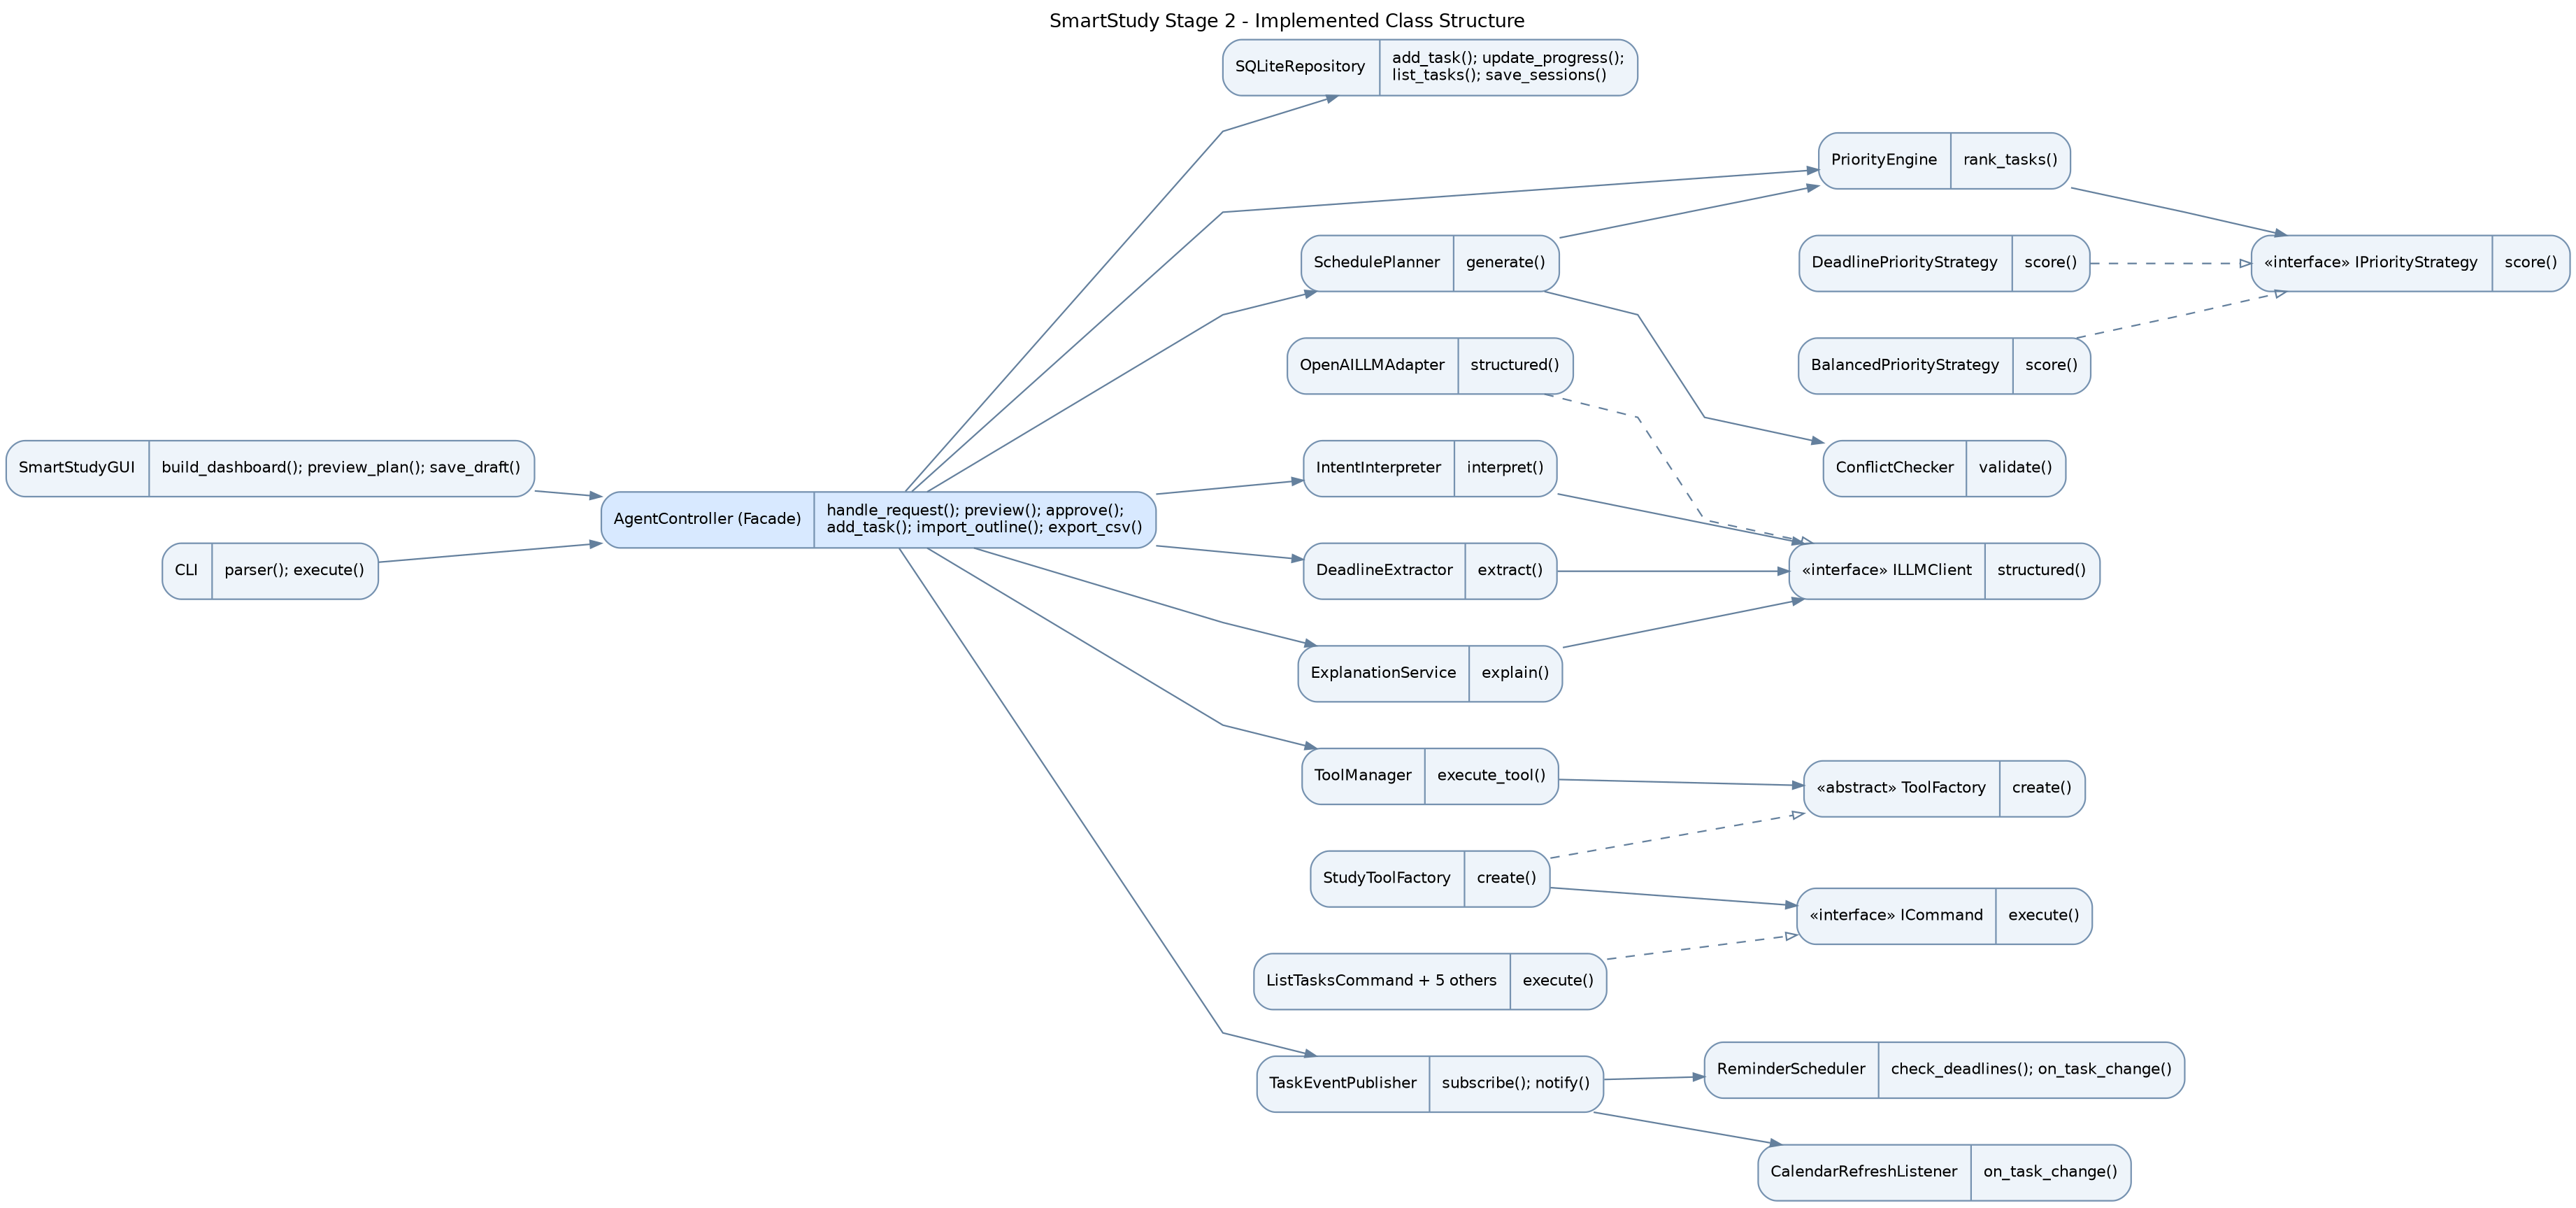 SmartStudy Stage 2 - Implemented Class Structure
SQLiteRepository
add_task(); update_progress();
list_tasks(); save_sessions()
PriorityEngine
rank_tasks()
SchedulePlanner
generate()
DeadlinePriorityStrategy
score()
«interface» IPriorityStrategy
score()
OpenAILLMAdapter
structured()
BalancedPriorityStrategy
score()
SmartStudyGUI
build_dashboard(); preview_plan(); save_draft()
IntentInterpreter
interpret()
ConflictChecker
validate()
AgentController (Facade)
handle_request(); preview(); approve();
add_task(); import_outline(); export_csv()
CLI
parser(); execute()
DeadlineExtractor
extract()
«interface» ILLMClient
structured()
ExplanationService
explain()
ToolManager
execute_tool()
«abstract» ToolFactory
create()
StudyToolFactory
create()
«interface» ICommand
execute()
ListTasksCommand + 5 others
execute()
TaskEventPublisher
subscribe(); notify()
ReminderScheduler
check_deadlines(); on_task_change()
CalendarRefreshListener
on_task_change()